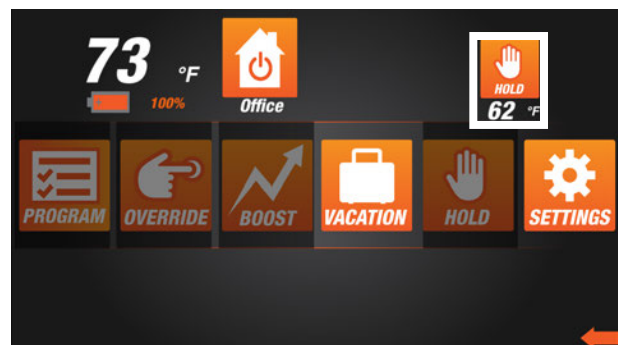 73 °F
100%
Office
HOLD
62 °F
PROGRAM OVERRIDE BOOST VACATION HOLD SETTINGS